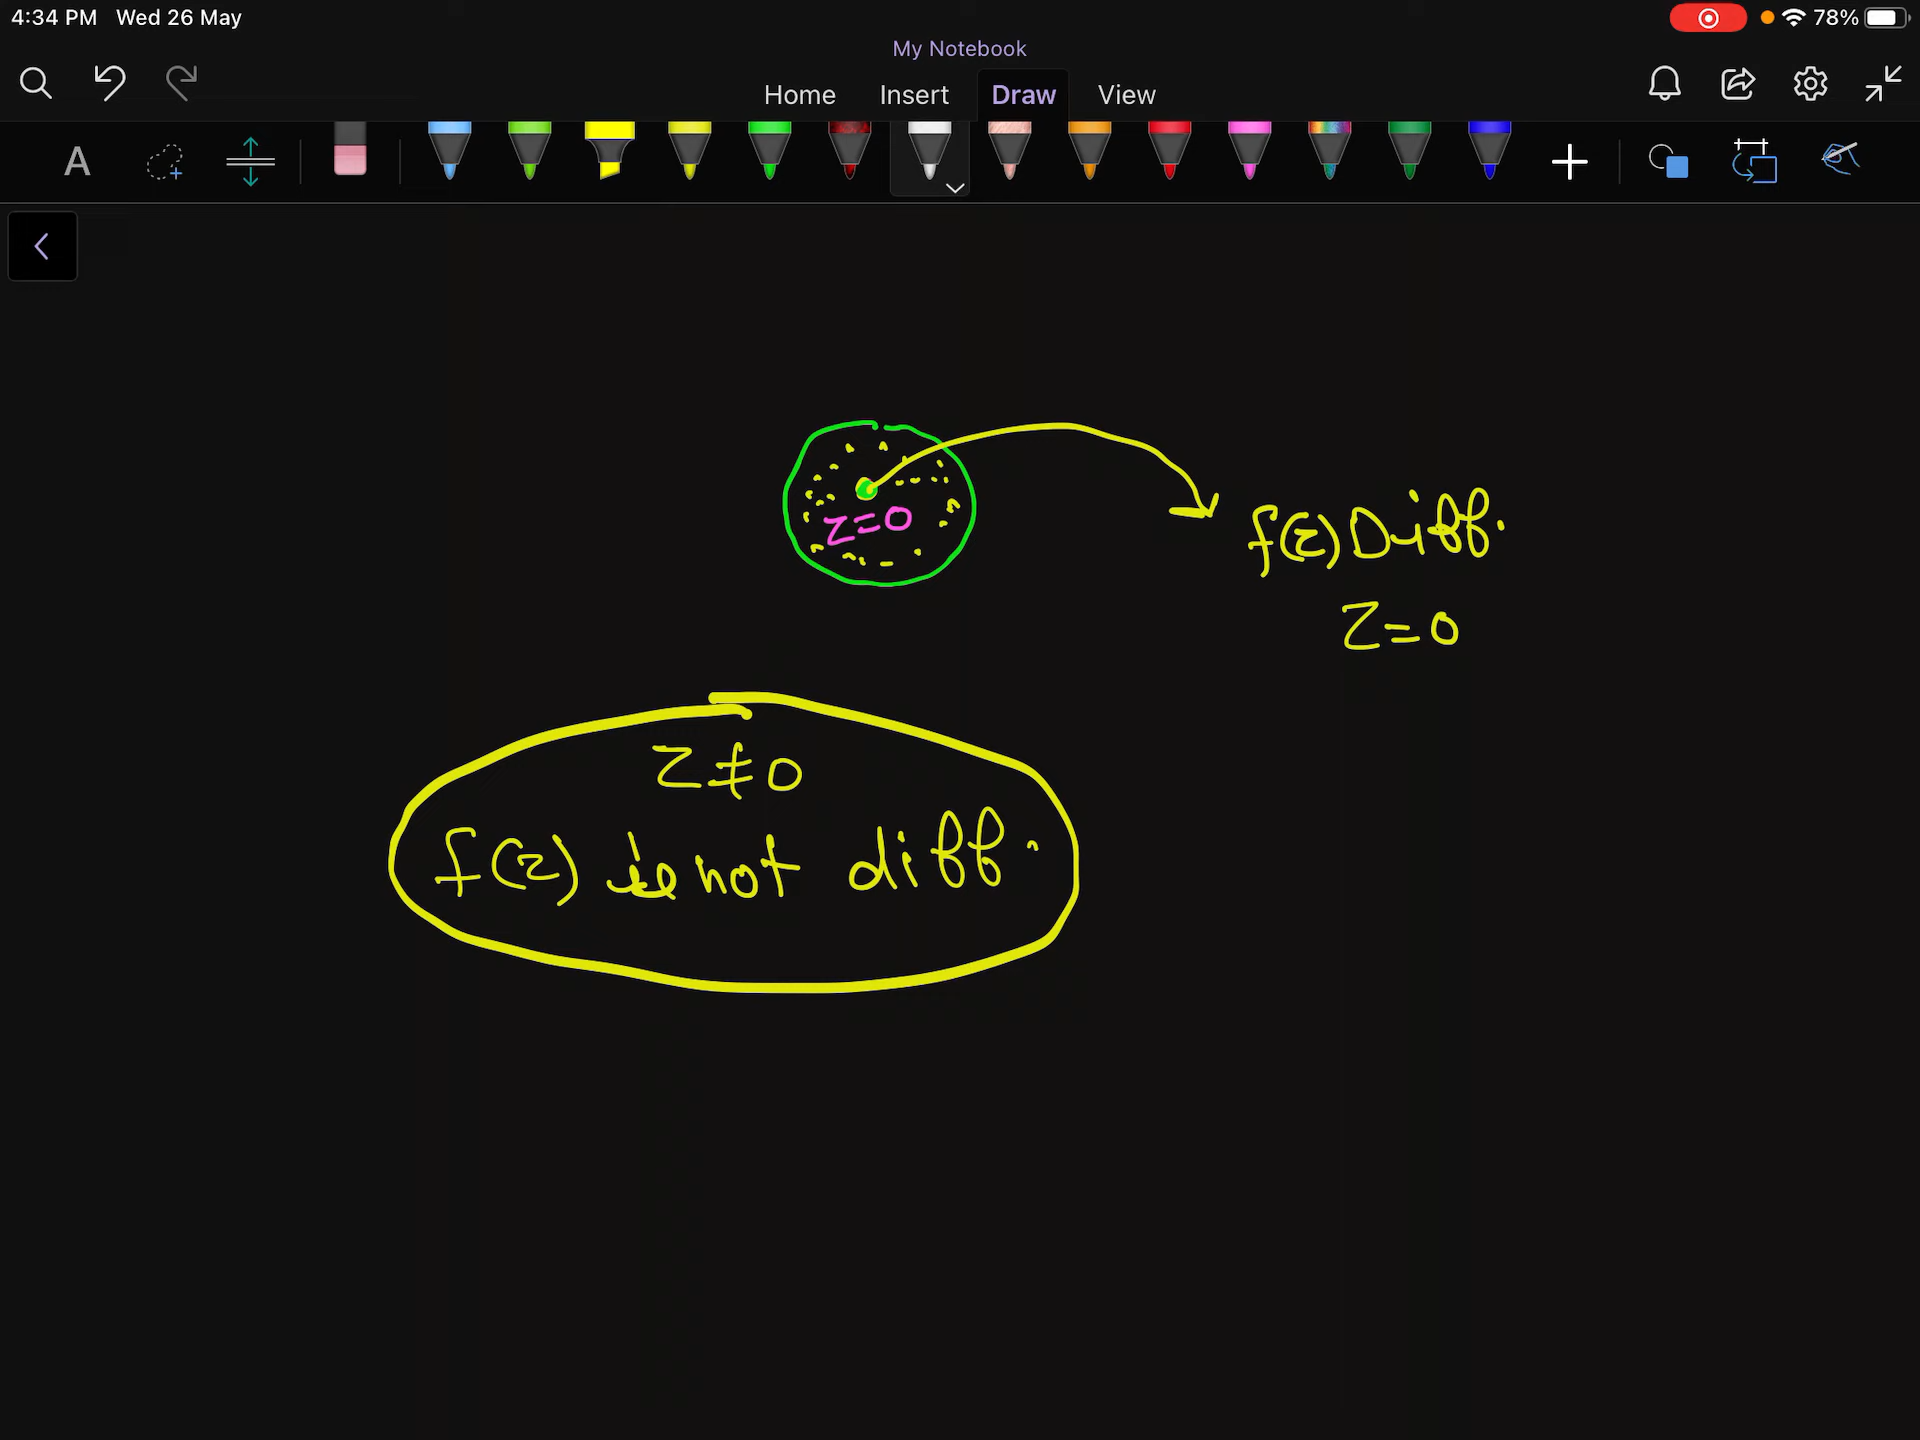 4:34 PM Wed 26 May
78%
My Notebook
Home Insert Draw View
A
z=0
f(z) Diff.
z=0
z≠0
f(z) is not diff.